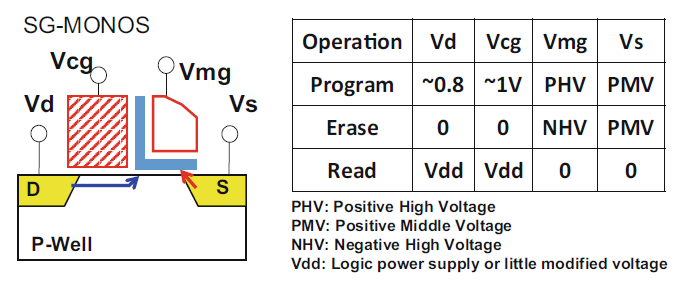 SG-MONOS
Vcg
Vmg
Vd
Vs
D
S
P-Well
Operation Vd Vcg Vmg Vs
Program ~0.8 ~1V PHV PMV
Erase 0 0 NHV PMV
Read Vdd Vdd 0 0
PHV: Positive High Voltage
PMV: Positive Middle Voltage
NHV: Negative High Voltage
Vdd: Logic power supply or little modified voltage